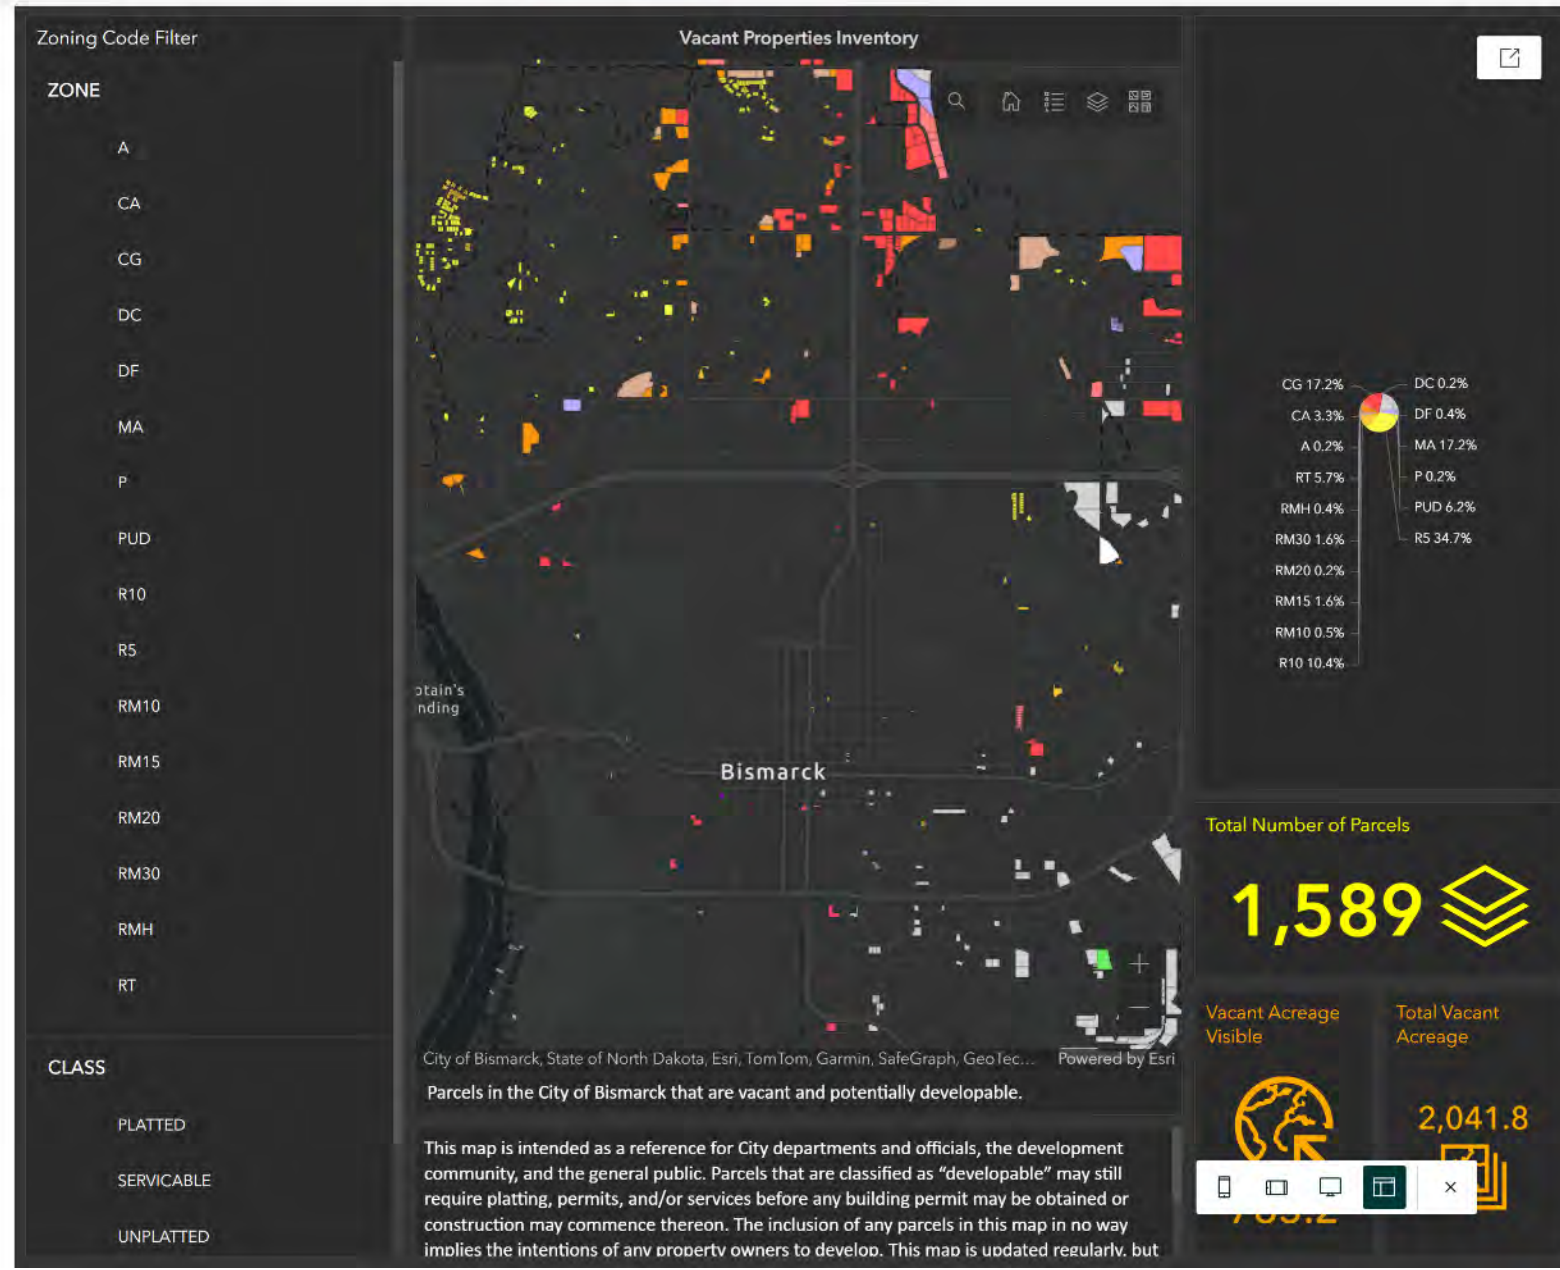 Zoning Code Filter
ZONE
A
CA
CG
DC
DF
MA
P
PUD
R10
R5
RM10
RM15
RM20
RM30
RMH
RT
CLASS
PLATTED
SERVICABLE
UNPLATTED
Vacant Properties Inventory
nding
Bismarck
City of Bismarck, State of North Dakota, Esri, TomTom, Garmin, SafeGraph, GeoTec...
Powered by Esri
Parcels in the City of Bismarck that are vacant and potentially developable.
This map is intended as a reference for City departments and officials, the development
community, and the general public. Parcels that are classified as “developable” may still
require platting, permits, and/or services before any building permit may be obtained or
construction may commence thereon. The inclusion of any parcels in this map in no way
implies the intentions of any property owners to develop. This map is updated regularly, but
CG 17.2%
CA 3.3%
A 0.2%
RT 5.7%
RMH 0.4%
RM30 1.6%
RM20 0.2%
RM15 1.6%
RM10 0.5%
R10 10.4%
DC 0.2%
DF 0.4%
MA 17.2%
P 0.2%
PUD 6.2%
R5 34.7%
Total Number of Parcels
1,589
Vacant Acreage
Visible
Total Vacant
Acreage
2,041.8